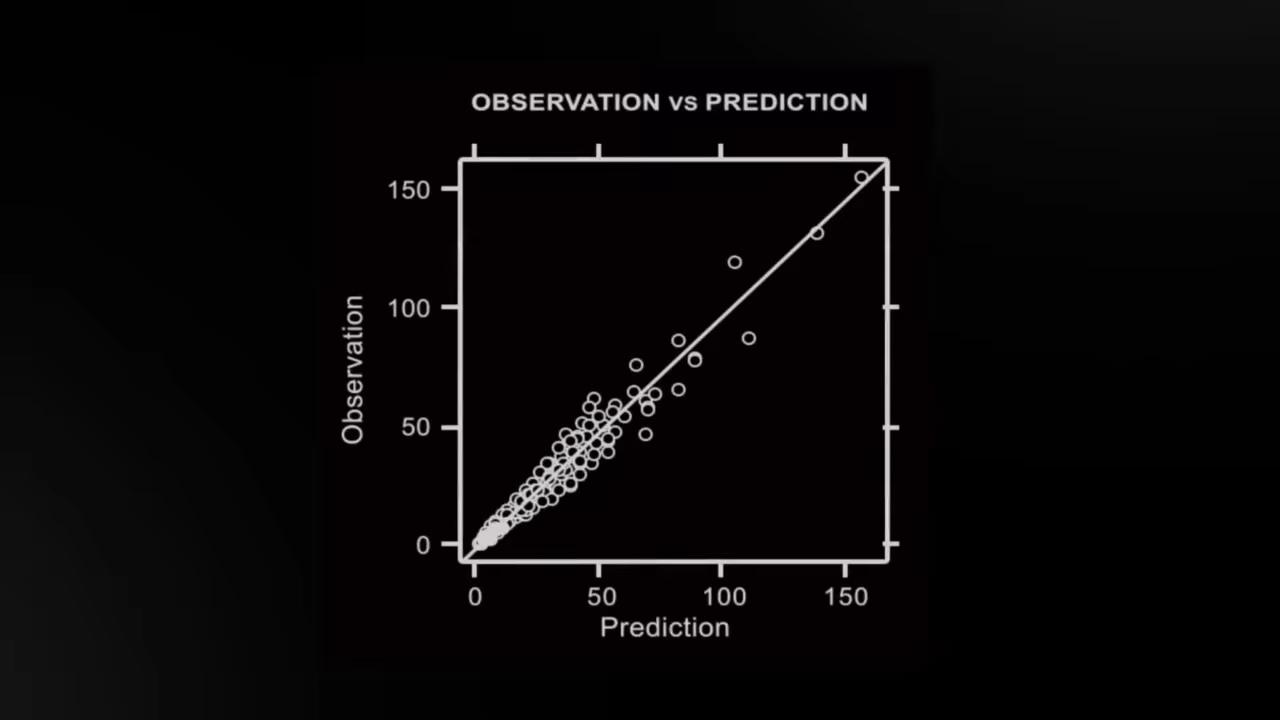 OBSERVATION VS PREDICTION
150
100
50
0
Observation
0 50 100 150
Prediction